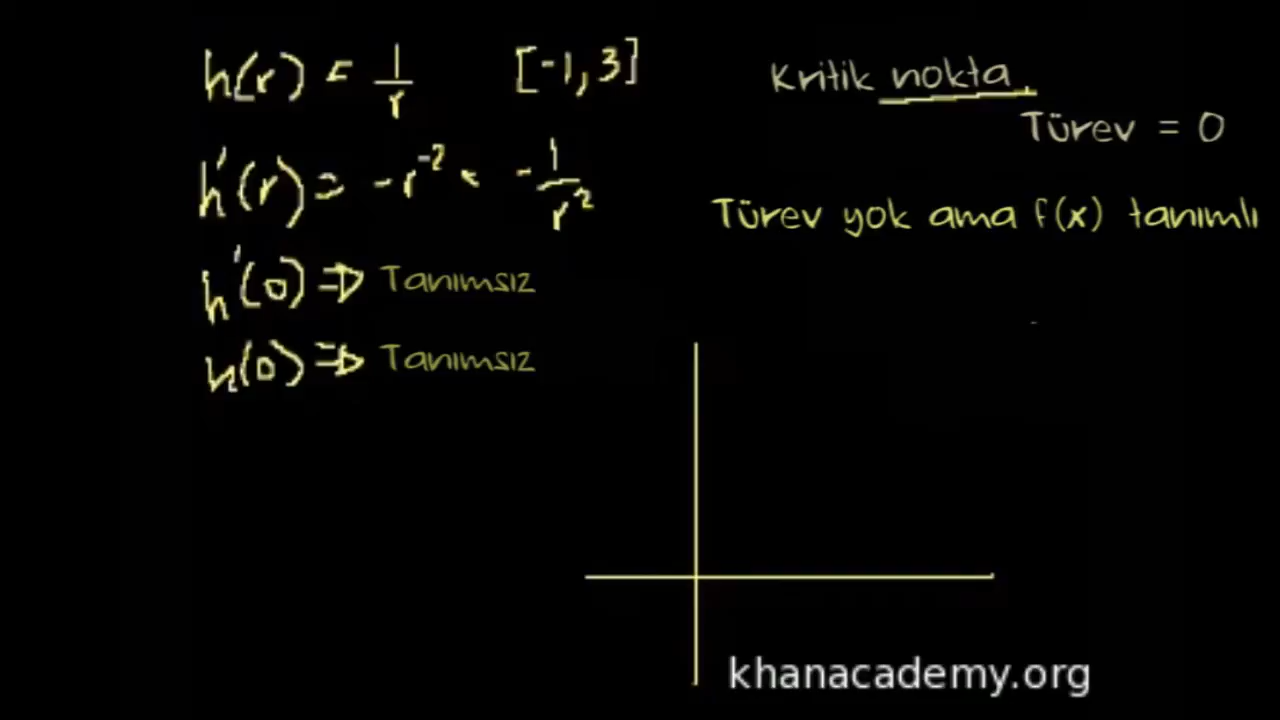 h(r) = 1/r [-1, 3]
h'(r) = -r^-2 = -1/r^2
h'(0) ⇒ Tanımsız
h(0) ⇒ Tanımsız
Kritik nokta
Türev = 0
Türev yok ama f(x) tanımlı
khanacademy.org